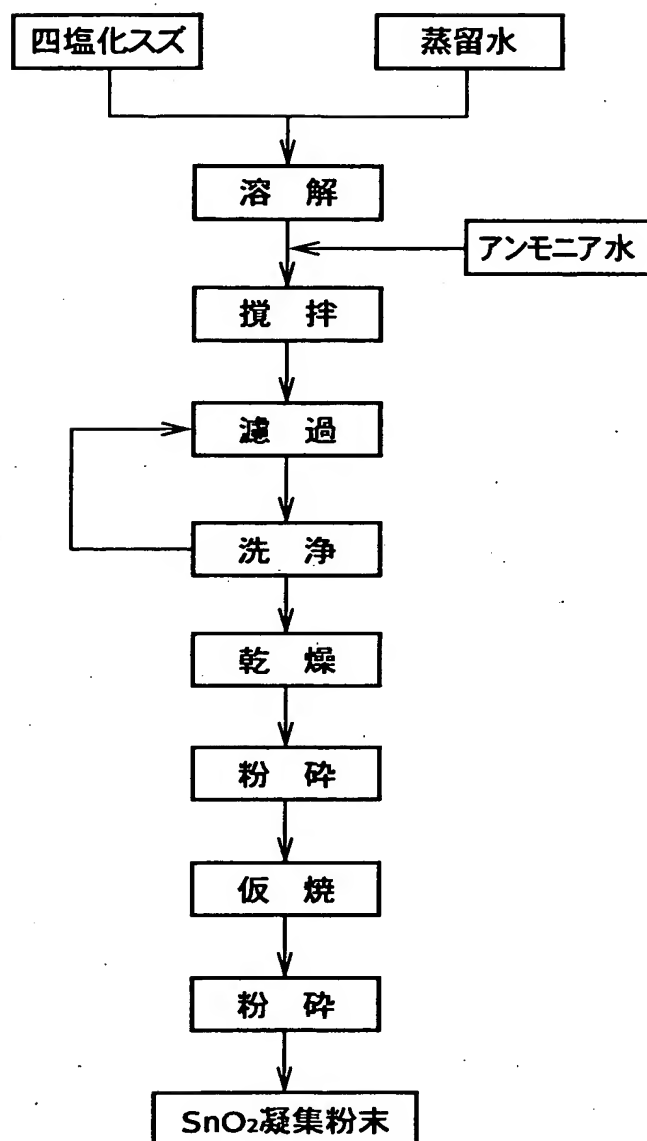 四塩化スズ
蒸留水
溶 解
アンモニア水
攪 拌
濾 過
洗 浄
乾 燥
粉 砕
仮 焼
粉 砕
SnO₂凝集粉末